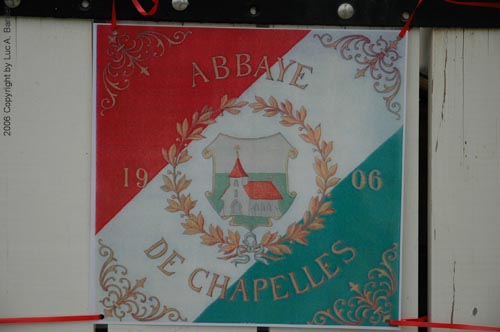 ABBAYE
19 06
DE CHAPELLES
2006 Copyright by Luc A.